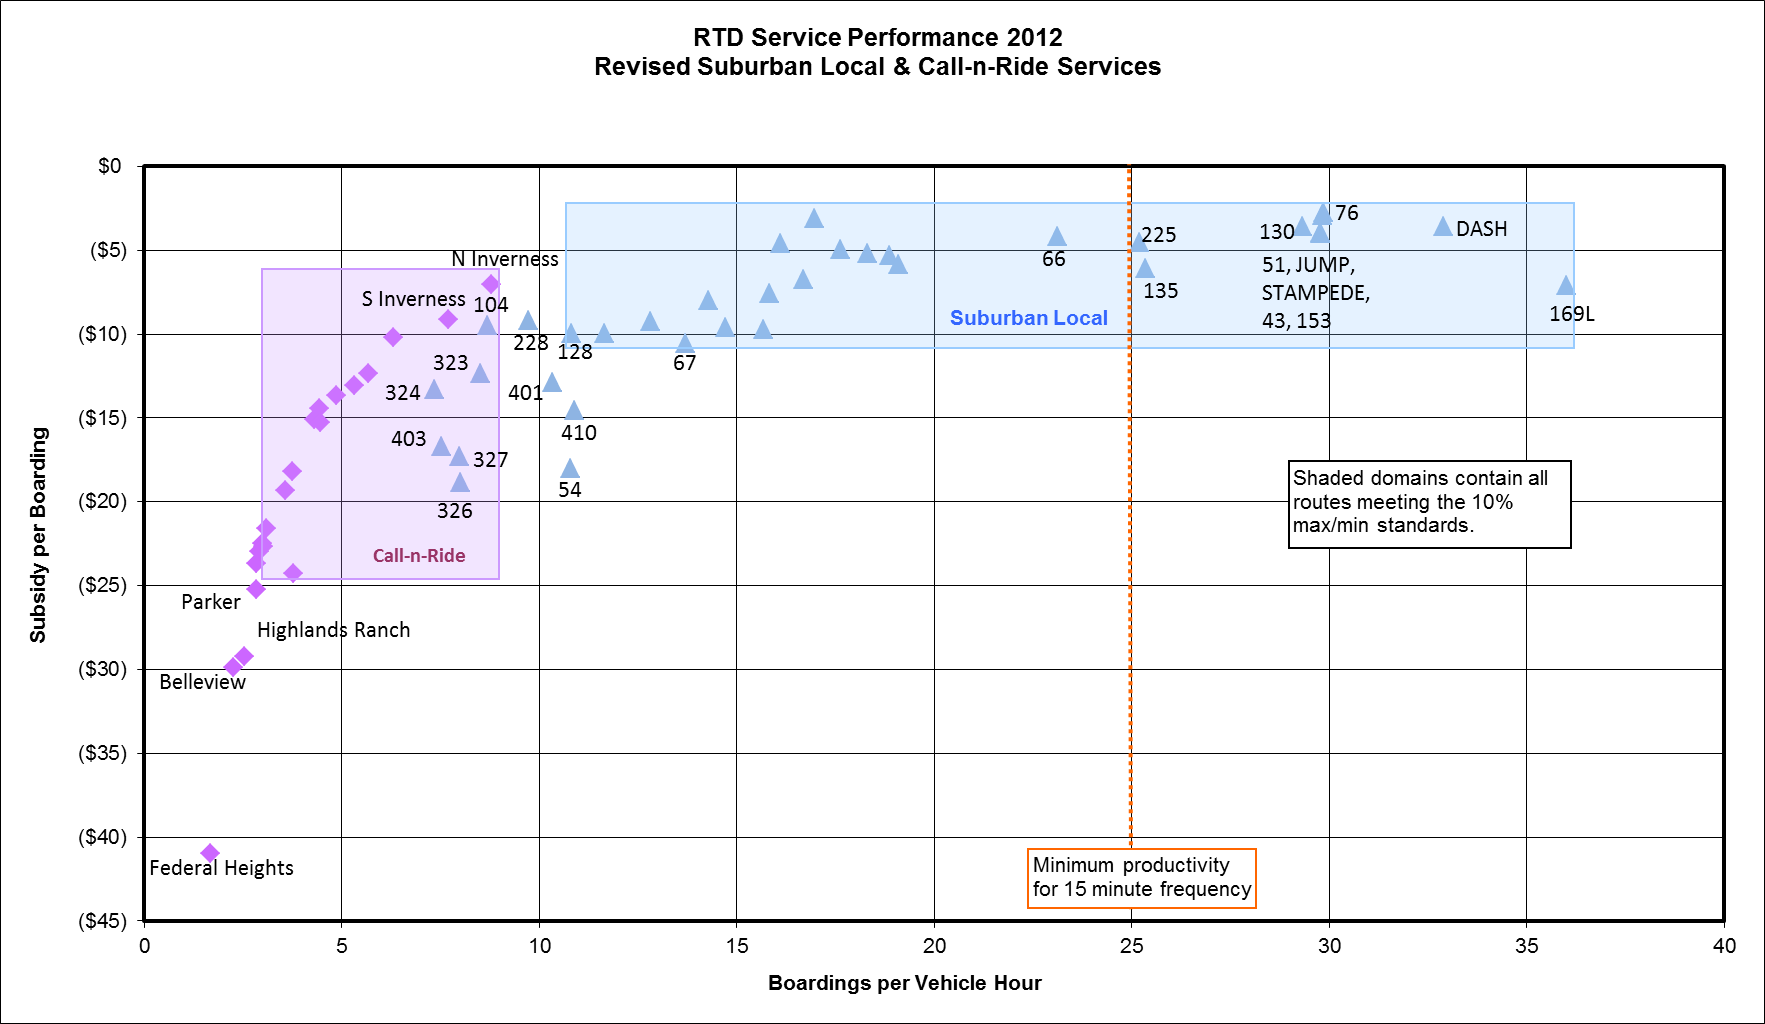 RTD Service Performance 2012
Revised Suburban Local & Call-n-Ride Services
$0
($5)
($10)
($15)
($20)
($25)
($30)
($35)
($40)
($45)
Subsidy per Boarding
N Inverness
S Inverness
104
228
128
323
324
401
403
410
327
326
54
67
66
225
135
130
76
DASH
51, JUMP,
STAMPEDE,
43, 153
169L
Suburban Local
Call-n-Ride
Parker
Highlands Ranch
Belleview
Federal Heights
Shaded domains contain all
routes meeting the 10%
max/min standards.
Minimum productivity
for 15 minute frequency
0
5
10
15
20
25
30
35
40
Boardings per Vehicle Hour